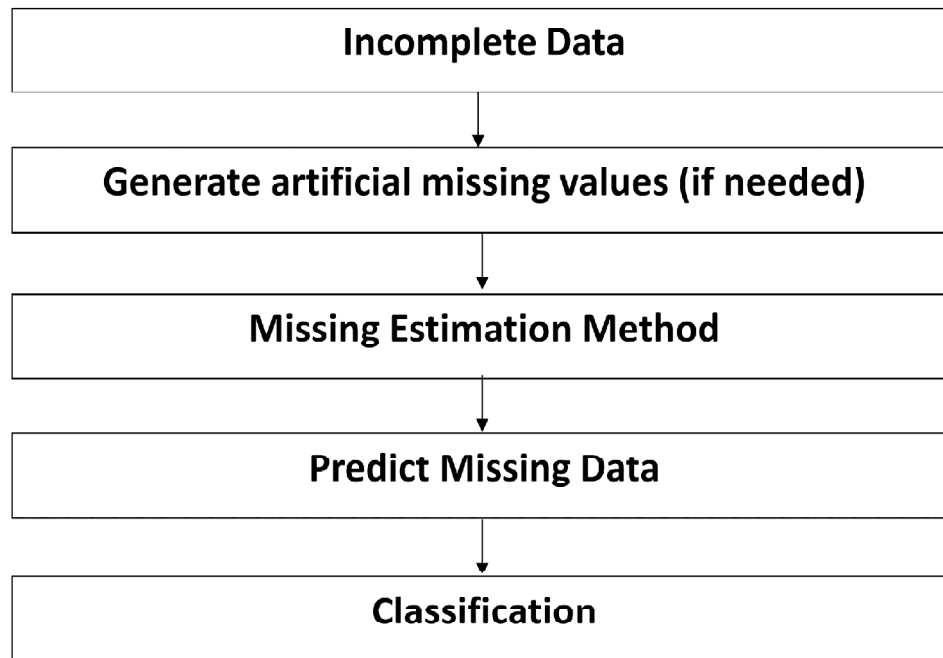 Incomplete Data
Generate artificial missing values (if needed)
Missing Estimation Method
Predict Missing Data
Classification